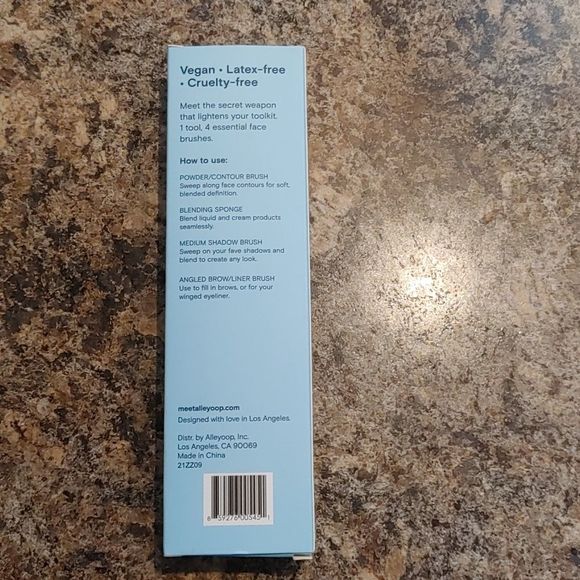 Vegan • Latex-free
• Cruelty-free
Meet the secret weapon
that lightens your toolkit.
1 tool, 4 essential face
brushes.
How to use:
POWDER/CONTOUR BRUSH
Sweep along face contours for soft,
blended definition.
BLENDING SPONGE
Blend liquid and cream products
seamlessly.
MEDIUM SHADOW BRUSH
Sweep on your fave shadows and
blend to create any look.
ANGLED BROW/LINER BRUSH
Use to fill in brows, or for your
winged eyeliner.
meetalleyoop.com
Designed with love in Los Angeles.
Distr. by Alleyoop, Inc.
Los Angeles, CA 90069
Made in China
21ZZ09
8 59276 00545 1